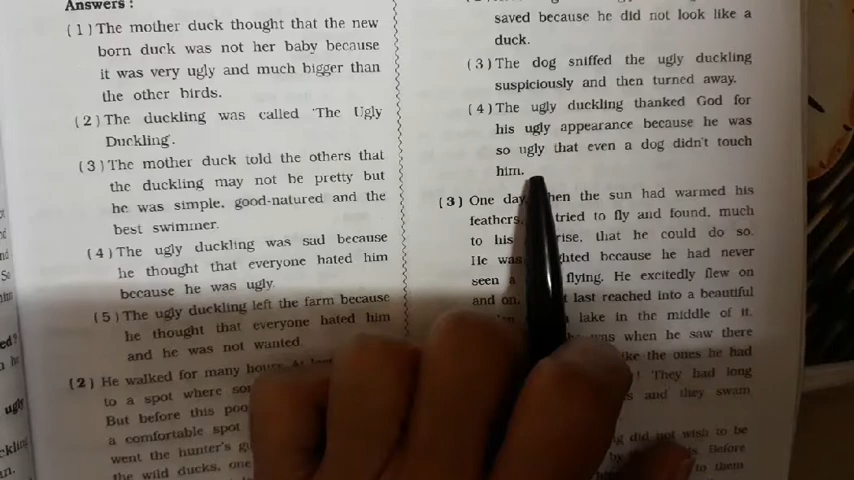 Answers :
(1) The mother duck thought that the new
born duck was not her baby because
it was very ugly and much bigger than
the other birds.
(2) The duckling was called 'The Ugly
Duckling'.
(3) The mother duck told the others that
the duckling may not be pretty but
he was simple, good-natured and the
best swimmer.
(4) The ugly duckling was sad because
he thought that everyone hated him
because he was ugly.
(5) The ugly duckling left the farm because
he thought that everyone hated him
and he was not wanted.
(2) He walked for many hours. At
to a spot where
But before this
a comfortable spot
went the hunter's
the wild ducks, one
saved because he did not look like a
duck.
(3) The dog sniffed the ugly duckling
suspiciously and then turned away.
(4) The ugly duckling thanked God for
his ugly appearance because he was
so ugly that even a dog didn't touch
him.
(3) One day, when the sun had warmed his
feathers, tried to fly and found, much
to his that he could do so.
He was because he had never
seen a flying. He excitedly flew on
and on, last reached into a beautiful
lake in the middle of it.
when he saw there
the ones he had
They had long
and they swam
did not wish to be
Before
to them